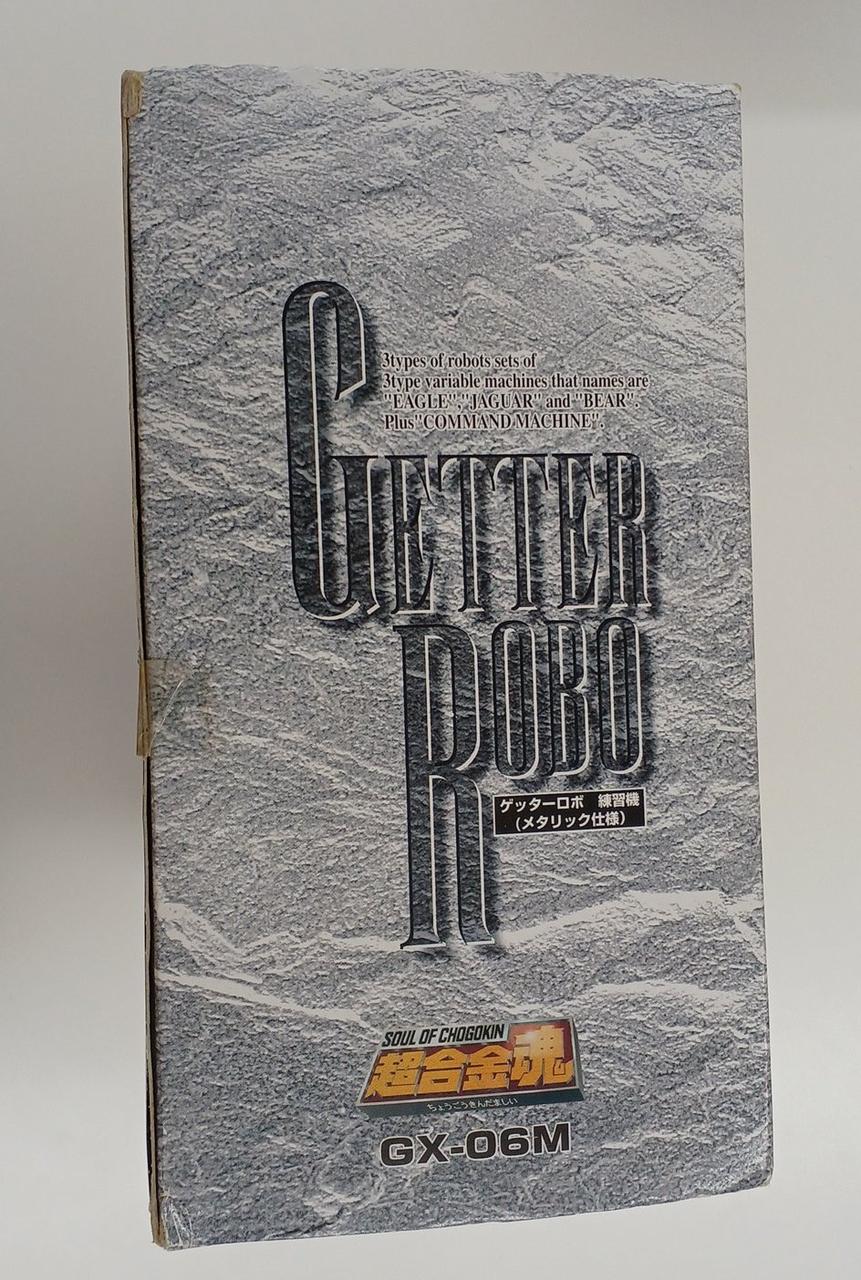 3types of robots sets of
3type variable machines that names are
"EAGLE","JAGUAR" and "BEAR".
Plus"COMMAND MACHINE".
GETTER
ROBO
ゲッターロボ 練習機
(メタリック仕様)
SOUL OF CHOGOKIN
超合金魂
ちょうごうきんだましい
GX-06M